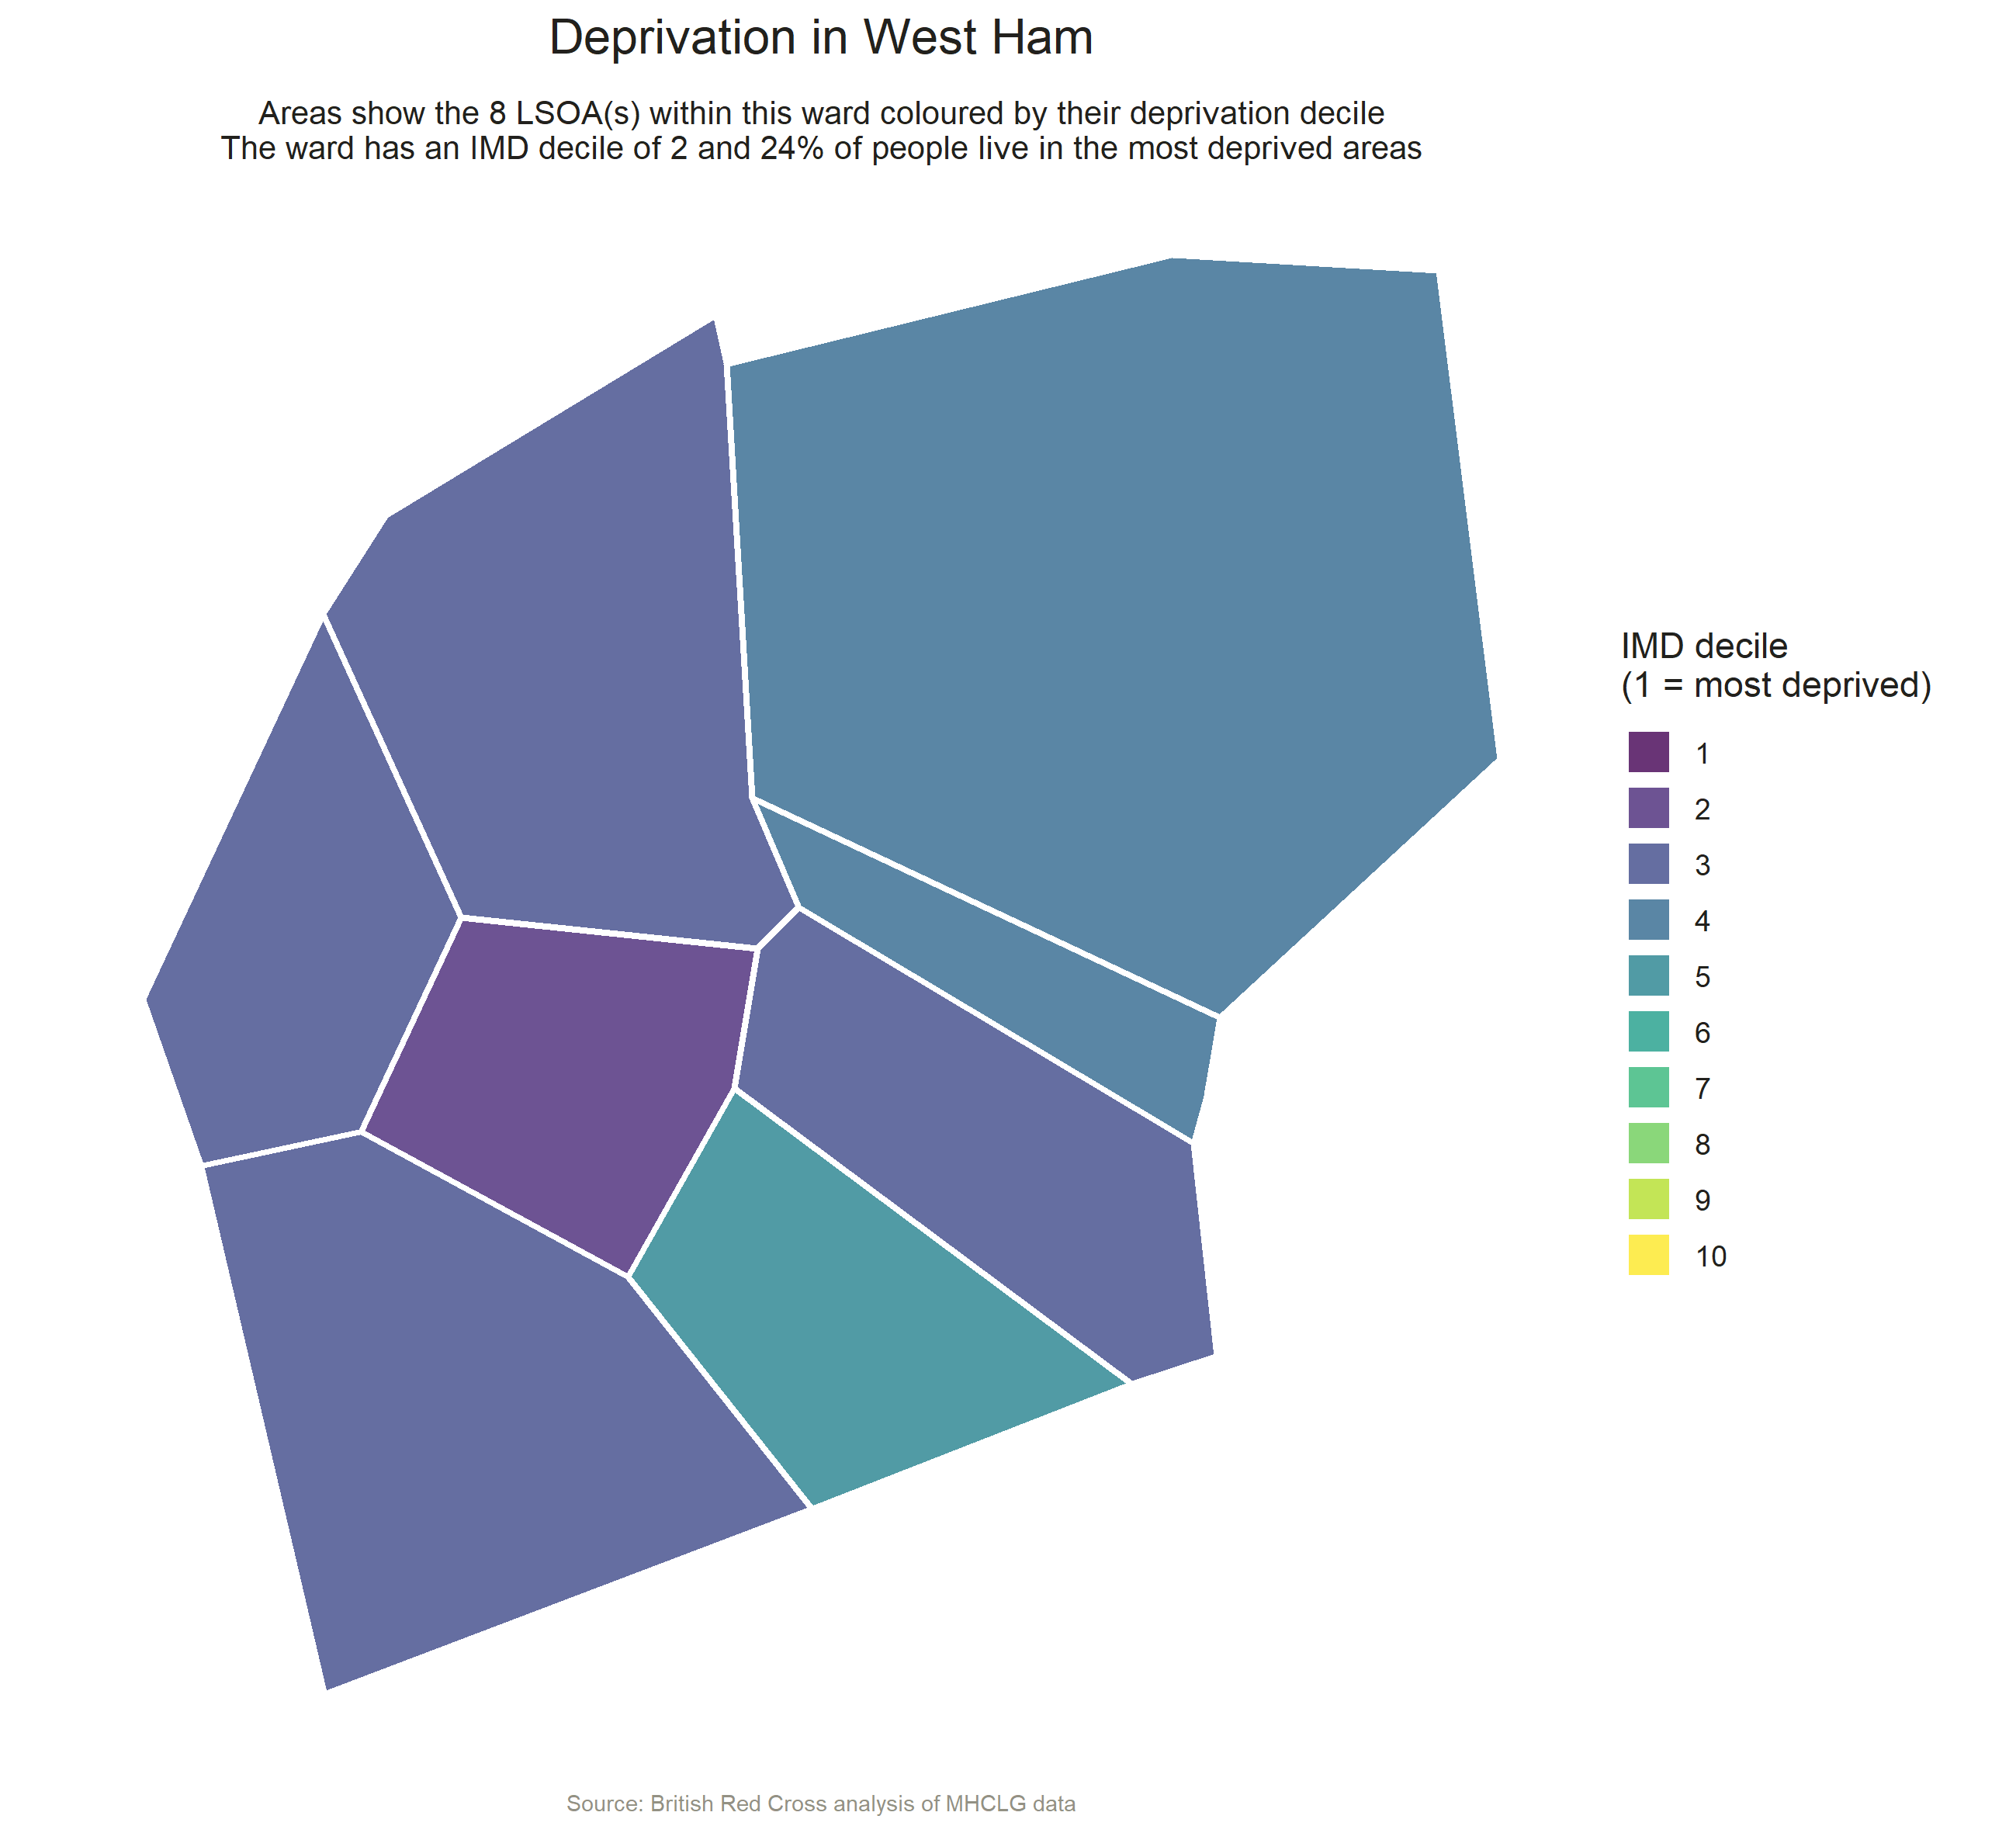 Deprivation in West Ham
Areas show the 8 LSOA(s) within this ward coloured by their deprivation decile
The ward has an IMD decile of 2 and 24% of people live in the most deprived areas
IMD decile
(1 = most deprived)
1
2
3
4
5
6
7
8
9
10
Source: British Red Cross analysis of MHCLG data